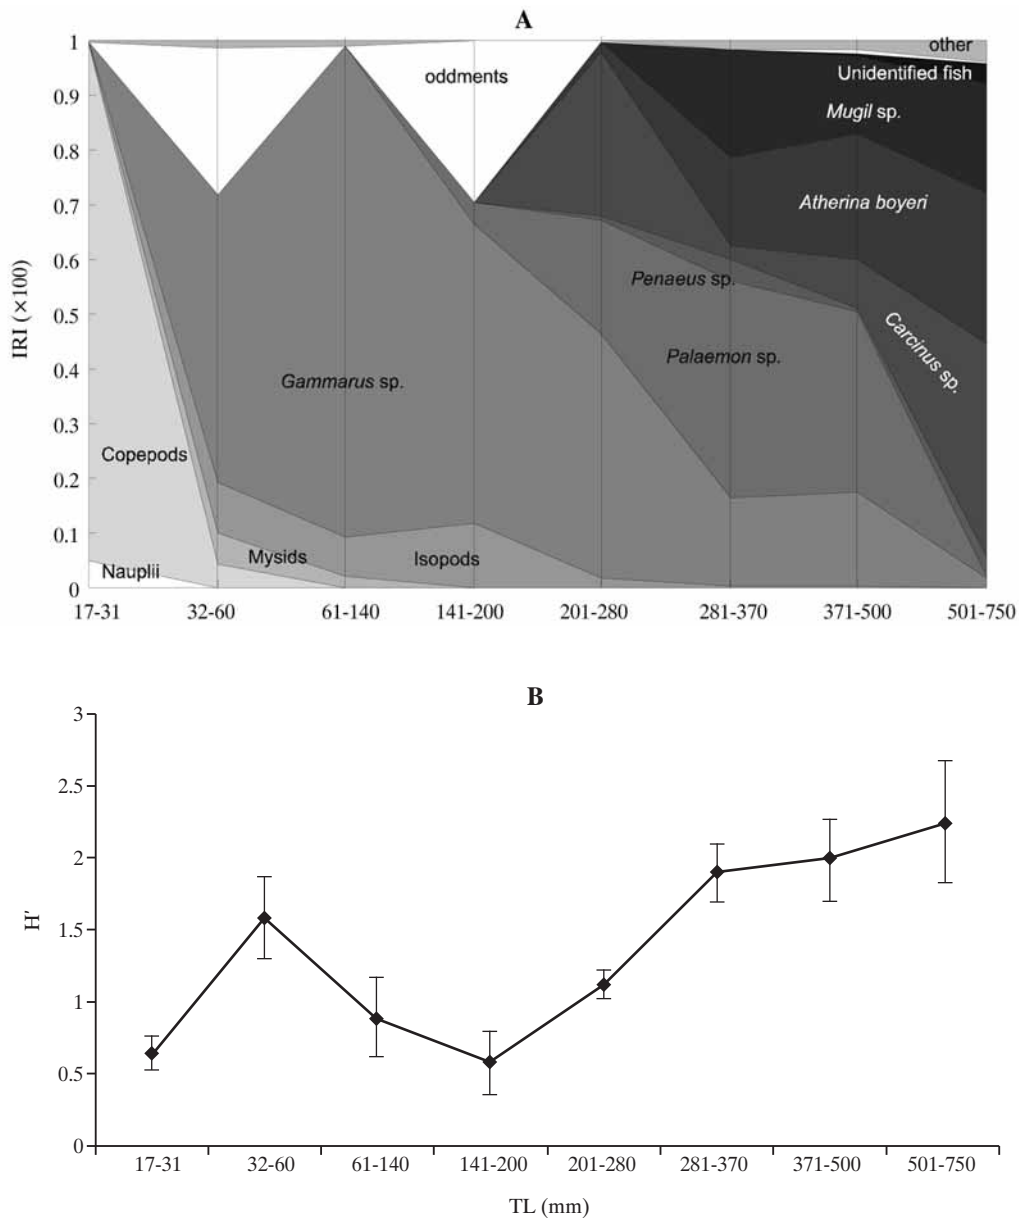 A
IRI (×100)
1
0.9
0.8
0.7
0.6
0.5
0.4
0.3
0.2
0.1
0
other
oddments
Unidentified fish
Mugil sp.
Atherina boyeri
Penaeus sp.
Palaemon sp.
Carcinus sp.
Gammarus sp.
Copepods
Mysids
Isopods
Nauplii
17-31 32-60 61-140 141-200 201-280 281-370 371-500 501-750
B
H'
3
2.5
2
1.5
1
0.5
0
17-31 32-60 61-140 141-200 201-280 281-370 371-500 501-750
TL (mm)